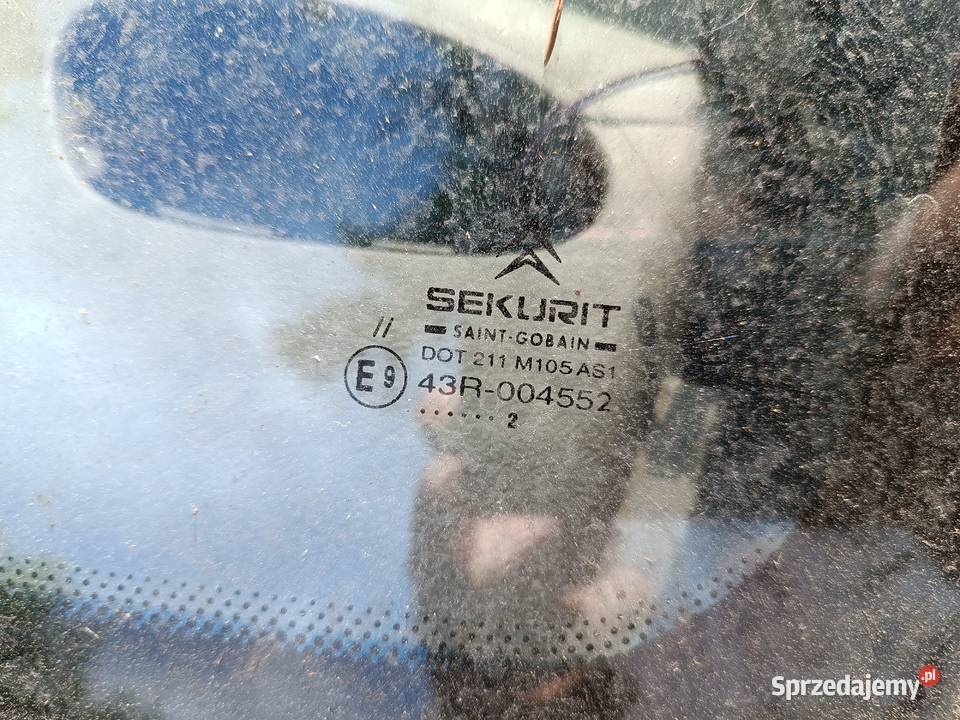 SEKURIT
SAINT-GOBAIN
//
DOT 211 M105 AS1
E9
43R-004552
...... 2
Sprzedajemy.pl